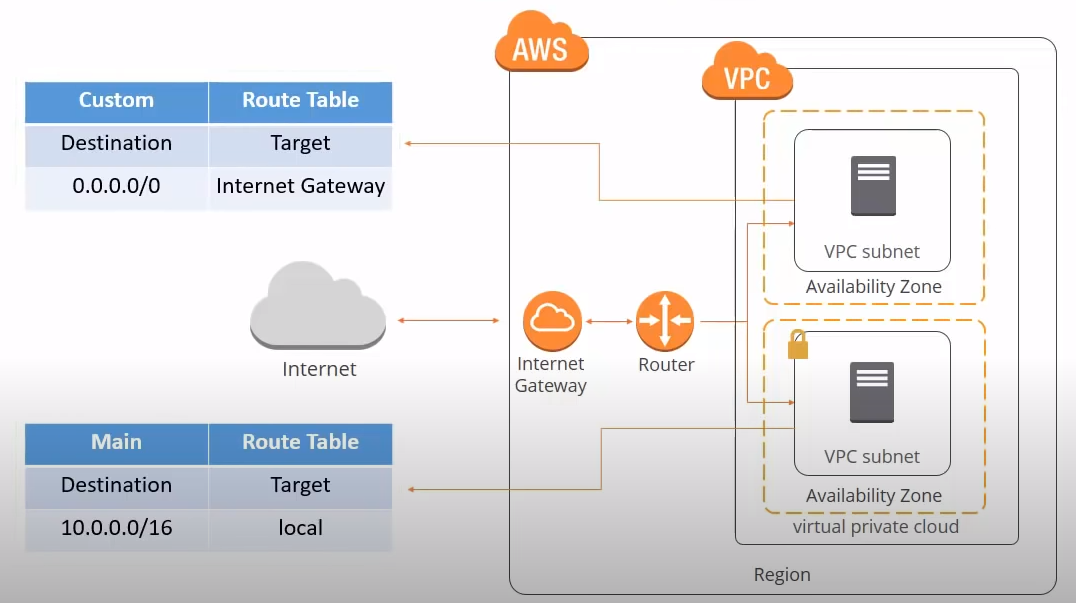 AWS
VPC
Custom Route Table
Destination Target
0.0.0.0/0 Internet Gateway
VPC subnet
Availability Zone
Internet
Internet
Gateway
Router
Main Route Table
Destination Target
10.0.0.0/16 local
VPC subnet
Availability Zone
virtual private cloud
Region